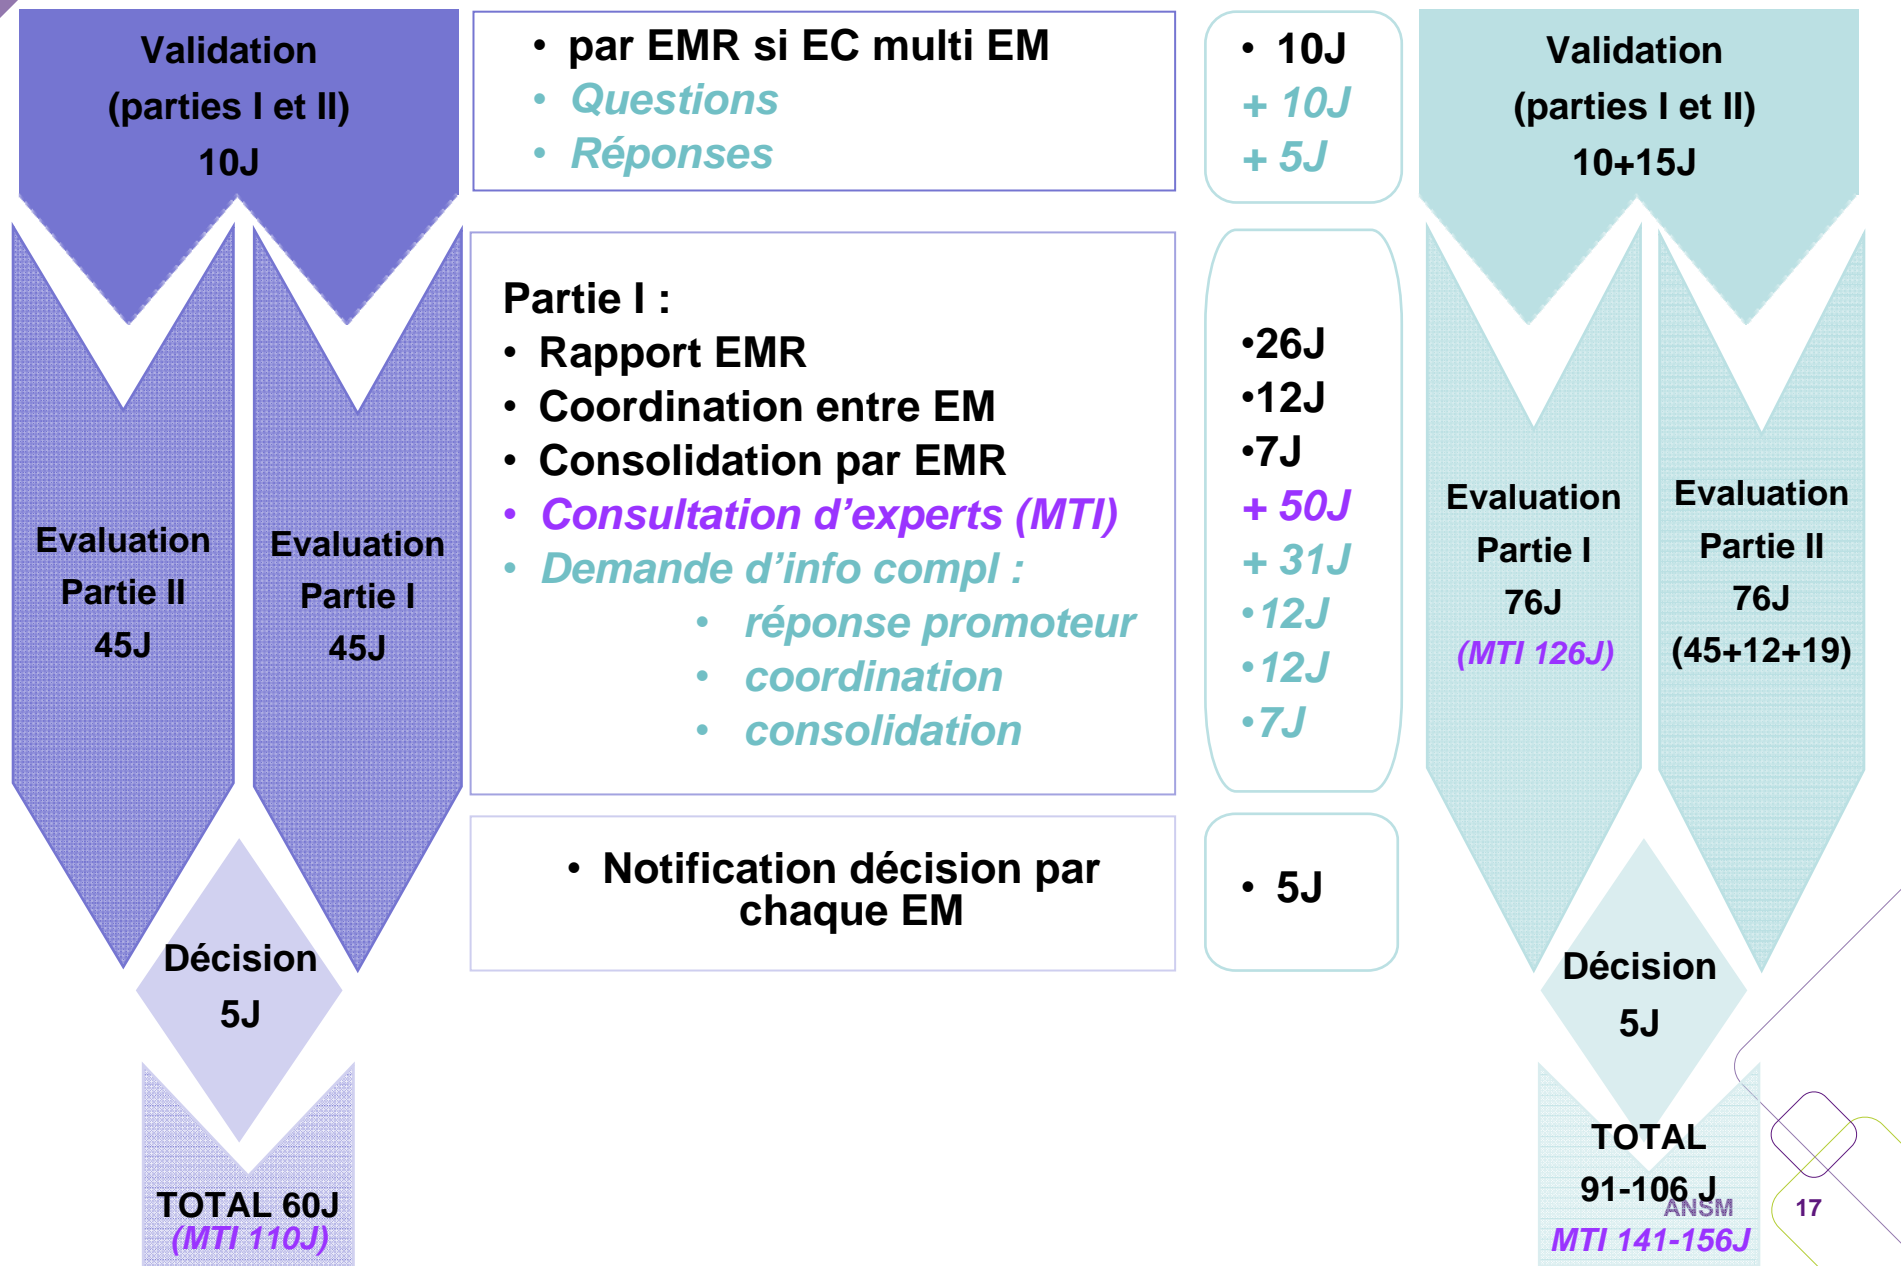 Validation
(parties I et II)
10J
• par EMR si EC multi EM
• Questions
• Réponses
• 10J
+ 10J
+ 5J
Validation
(parties I et II)
10+15J
Evaluation
Partie II
45J
Evaluation
Partie I
45J
Partie I :
• Rapport EMR
• Coordination entre EM
• Consolidation par EMR
• Consultation d’experts (MTI)
• Demande d’info compl :
• réponse promoteur
• coordination
• consolidation
•26J
•12J
•7J
+ 50J
+ 31J
•12J
•12J
•7J
Evaluation
Partie I
76J
(MTI 126J)
Evaluation
Partie II
76J
(45+12+19)
Décision
5J
• Notification décision par
chaque EM
• 5J
Décision
5J
TOTAL 60J
(MTI 110J)
TOTAL
91-106 J
MTI 141-156J
ANSM
17